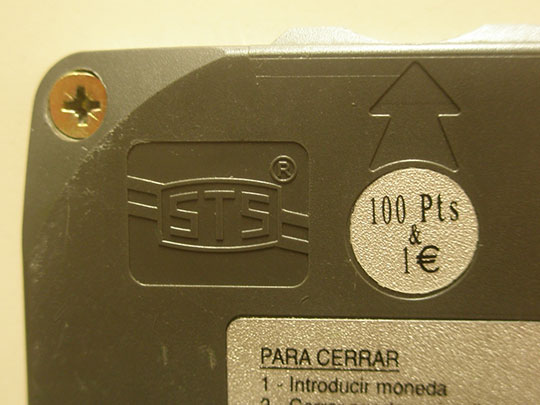 STS ®
100 Pts
&
1 €
PARA CERRAR
1 - Introducir moneda